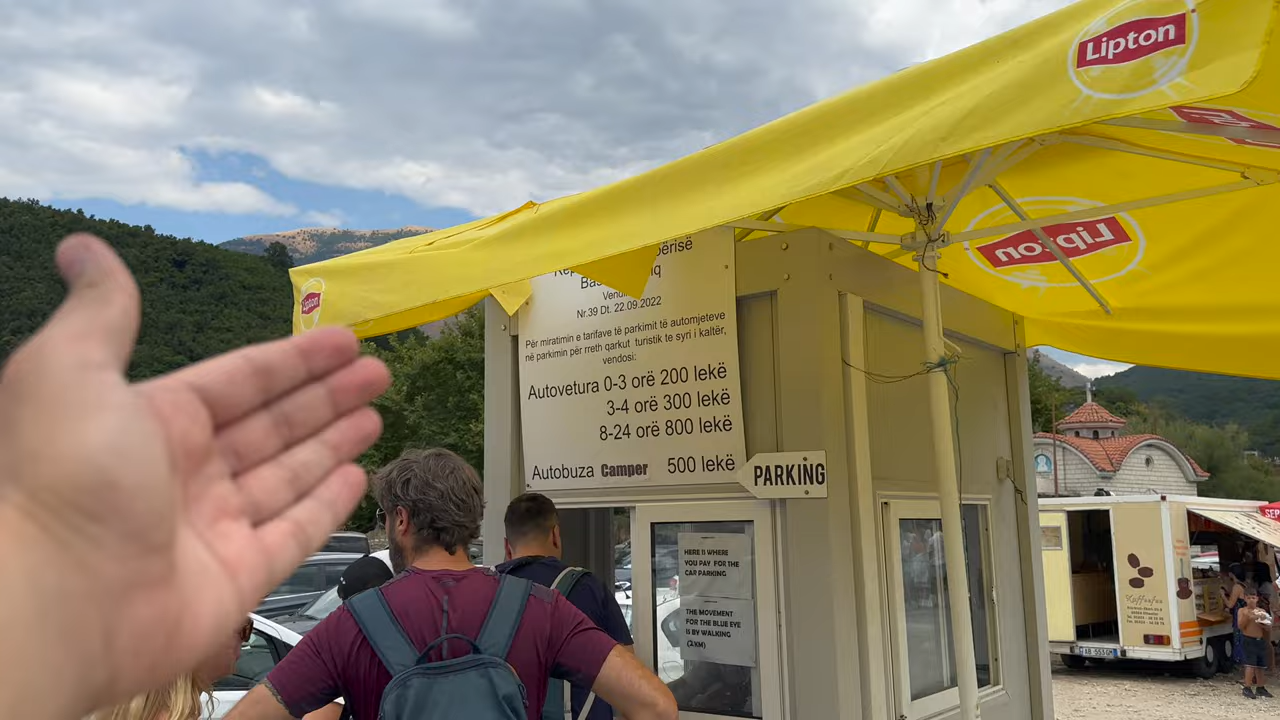 Lipton
Lipton
Lipton
Nr.39 Dt. 22.09.2022
Për miratimin e tarifave të parkimit të automjeteve
në parkimin për rreth qarkut turistik te syri i kaltër,
vendosi:
Autovetura 0-3 orë 200 lekë
3-4 orë 300 lekë
8-24 orë 800 lekë
Autobuza Camper 500 lekë
PARKING
HERE IS WHERE
YOU PAY FOR THE
CAR PARKING
THE MOVEMENT
FOR THE BLUE EYE
IS BY WALKING
(2KM)